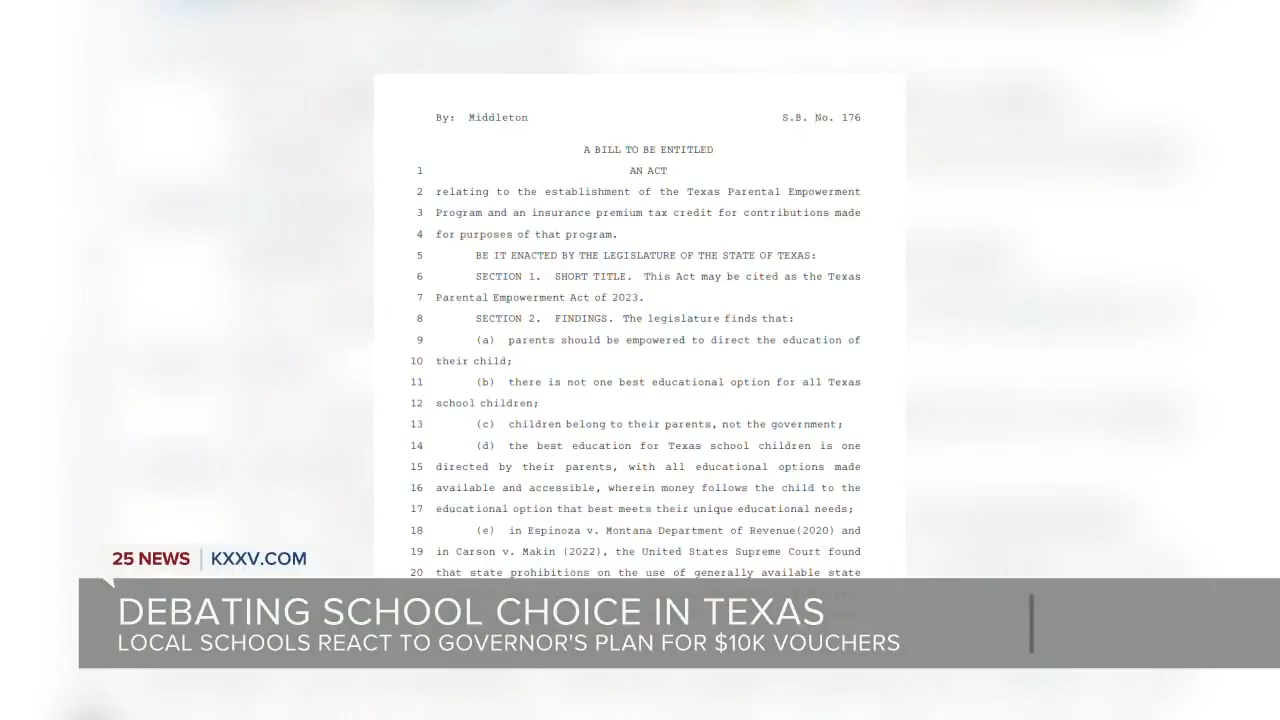 By: Middleton S.B. No. 176
A BILL TO BE ENTITLED
1 AN ACT
2 relating to the establishment of the Texas Parental Empowerment
3 Program and an insurance premium tax credit for contributions made
4 for purposes of that program.
5 BE IT ENACTED BY THE LEGISLATURE OF THE STATE OF TEXAS:
6 SECTION 1. SHORT TITLE. This Act may be cited as the Texas
7 Parental Empowerment Act of 2023.
8 SECTION 2. FINDINGS. The legislature finds that:
9 (a) parents should be empowered to direct the education of
10 their child;
11 (b) there is not one best educational option for all Texas
12 school children;
13 (c) children belong to their parents, not the government;
14 (d) the best education for Texas school children is one
15 directed by their parents, with all educational options made
16 available and accessible, wherein money follows the child to the
17 educational option that best meets their unique educational needs;
18 (e) in Espinoza v. Montana Department of Revenue(2020) and
19 in Carson v. Makin (2022), the United States Supreme Court found
20 that state prohibitions on the use of generally available state
25 NEWS KXXV.COM
DEBATING SCHOOL CHOICE IN TEXAS
LOCAL SCHOOLS REACT TO GOVERNOR'S PLAN FOR $10K VOUCHERS